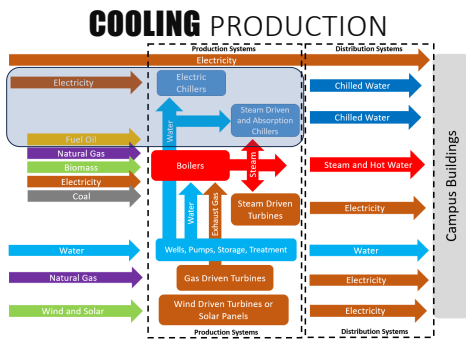 COOLING PRODUCTION
Production Systems
Distribution Systems
Electricity
Electricity
Electric
Chillers
Chilled Water
Steam Driven
and Absorption
Chillers
Chilled Water
Water
Fuel Oil
Natural Gas
Biomass
Electricity
Coal
Boilers
Steam
Steam and Hot Water
Water
Exhaust Gas
Steam Driven
Turbines
Electricity
Water
Wells, Pumps, Storage, Treatment
Water
Natural Gas
Gas Driven Turbines
Electricity
Wind and Solar
Wind Driven Turbines or
Solar Panels
Electricity
Production Systems
Distribution Systems
Campus Buildings